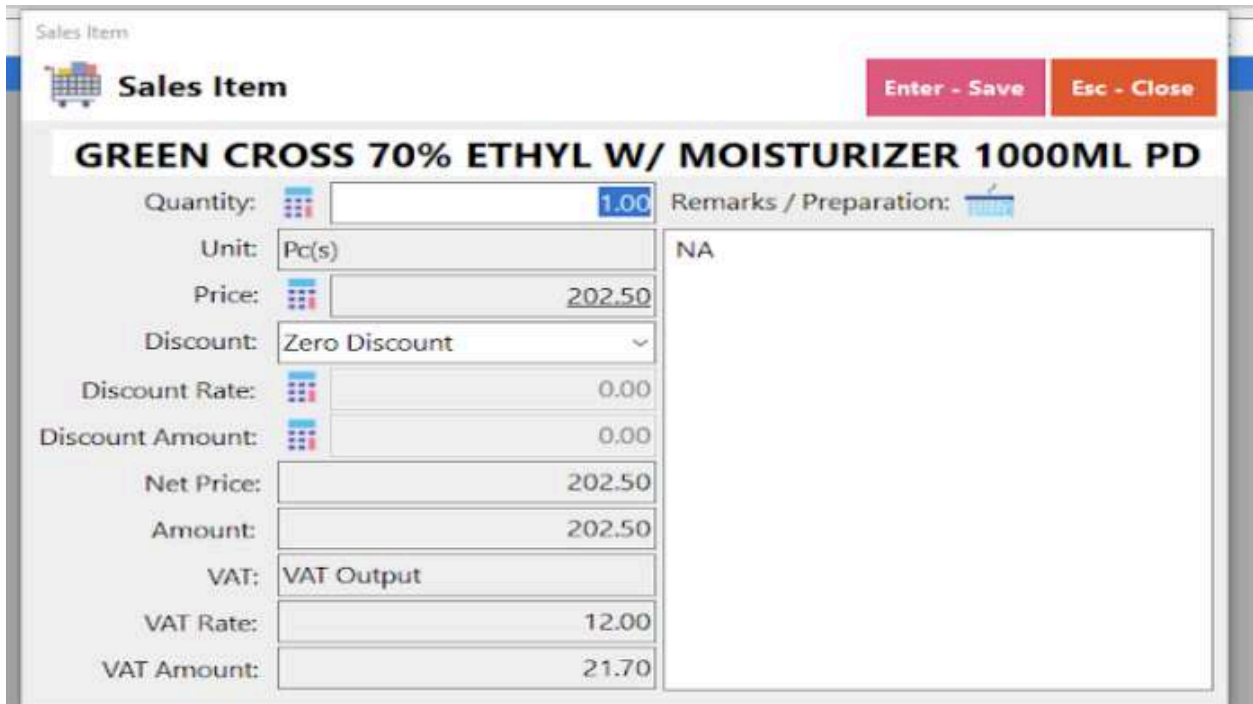 Sales Item
Sales Item
Enter - Save
Esc - Close
GREEN CROSS 70% ETHYL W/ MOISTURIZER 1000ML PD
Quantity: 1.00
Remarks / Preparation:
NA
Unit: Pc(s)
Price: 202.50
Discount: Zero Discount
Discount Rate: 0.00
Discount Amount: 0.00
Net Price: 202.50
Amount: 202.50
VAT: VAT Output
VAT Rate: 12.00
VAT Amount: 21.70